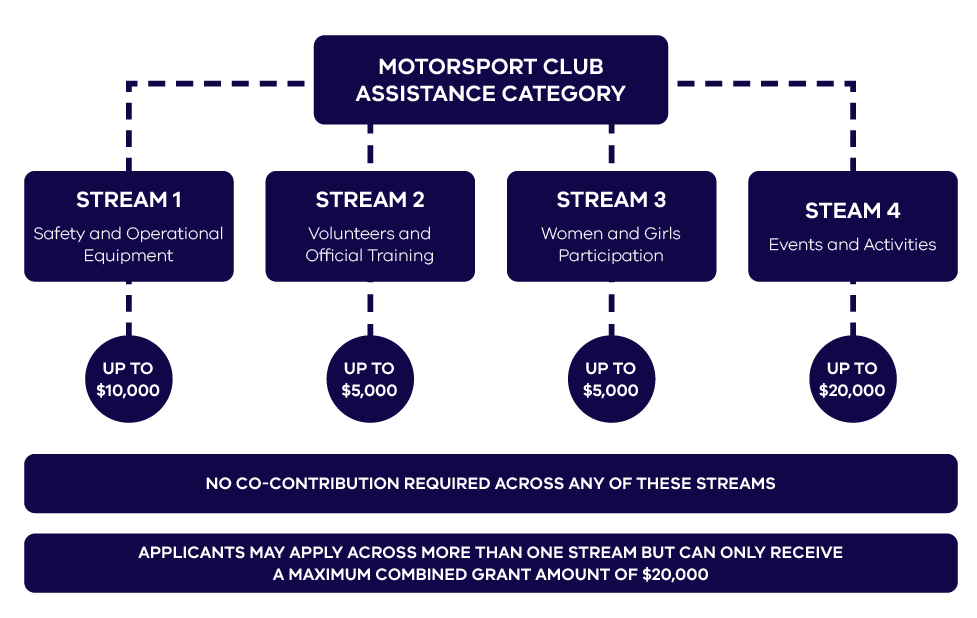 MOTORSPORT CLUB
ASSISTANCE CATEGORY
STREAM 1
Safety and Operational
Equipment
STREAM 2
Volunteers and
Official Training
STREAM 3
Women and Girls
Participation
STEAM 4
Events and Activities
UP TO
$10,000
UP TO
$5,000
UP TO
$5,000
UP TO
$20,000
NO CO-CONTRIBUTION REQUIRED ACROSS ANY OF THESE STREAMS
APPLICANTS MAY APPLY ACROSS MORE THAN ONE STREAM BUT CAN ONLY RECEIVE
A MAXIMUM COMBINED GRANT AMOUNT OF $20,000